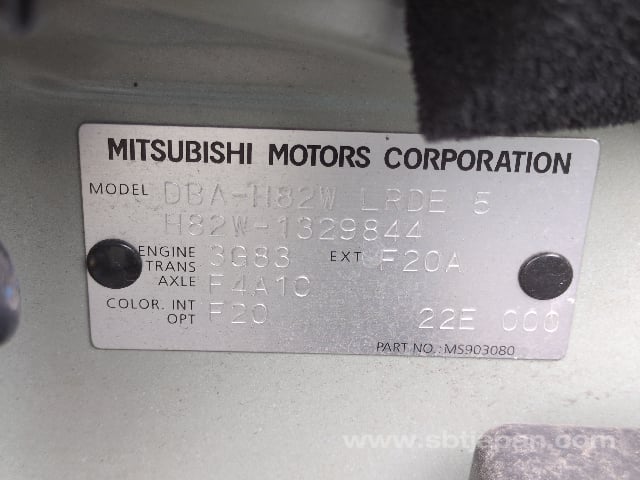 MITSUBISHI MOTORS CORPORATION
MODEL DBA-H82W LRDE 5
H82W-1329844
ENGINE 3G83 EXT F20A
TRANS
AXLE F4A10
COLOR. INT F20 22E 000
OPT
PART NO.: MS903080
www.sbtjapan.com